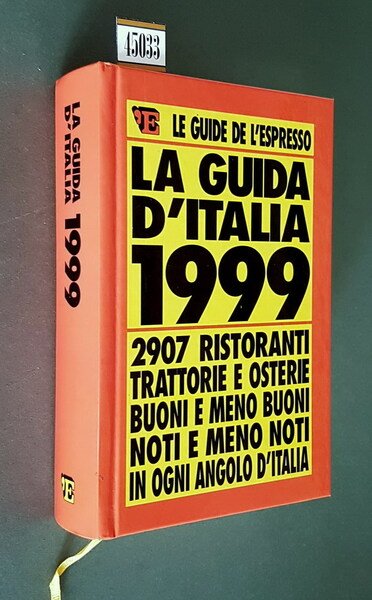 45033
'E LE GUIDE DE L'ESPRESSO
LA GUIDA
D'ITALIA
1999
2907 RISTORANTI
TRATTORIE E OSTERIE
BUONI E MENO BUONI
NOTI E MENO NOTI
IN OGNI ANGOLO D'ITALIA
LA GUIDA
D'ITALIA
1999
'E